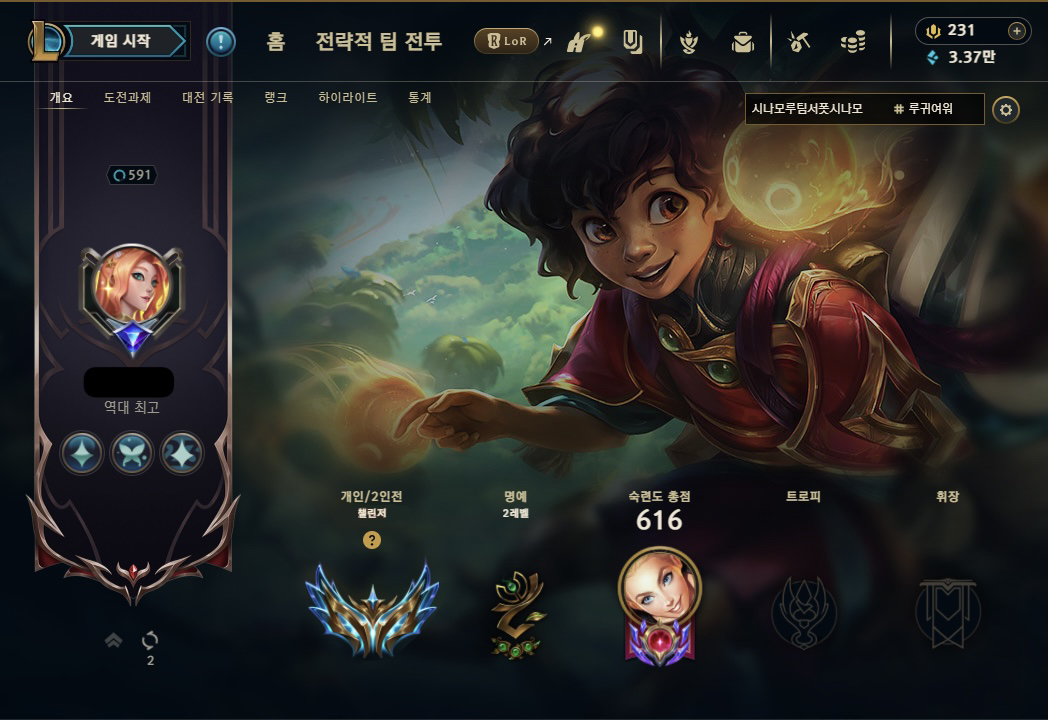 게임 시작
홈
전략적 팀 전투
LoR
231
3.37만
개요
도전과제
대전 기록
랭크
하이라이트
통계
시나모루팀서폿시나모 # 루귀여워
591
역대 최고
개인/2인전
챌린저
?
명예
2레벨
숙련도 총점
616
트로피
휘장
2